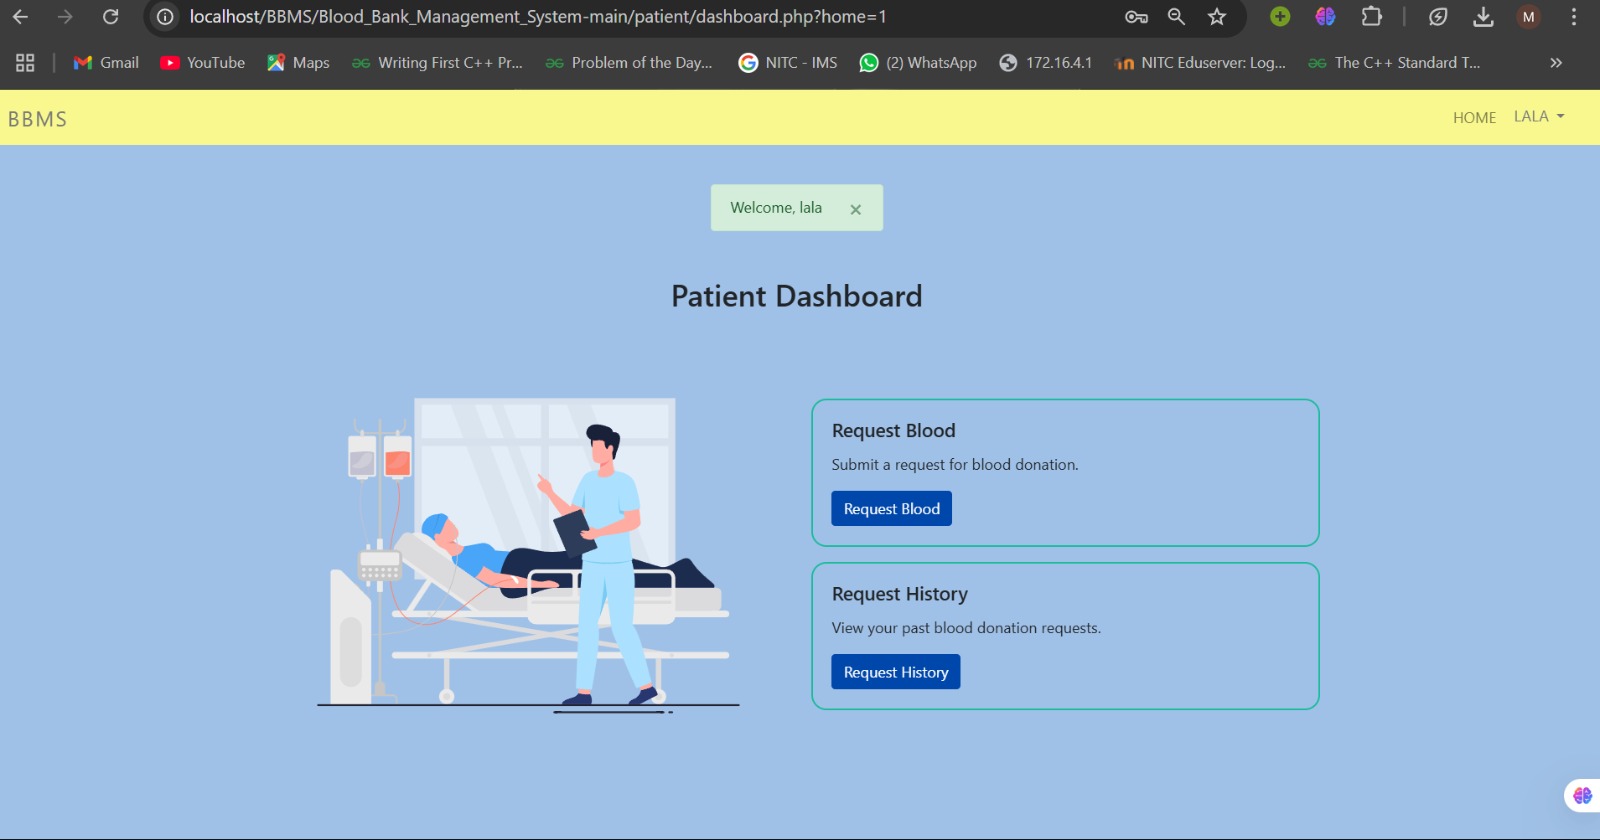 localhost/BBMS/Blood_Bank_Management_System-main/patient/dashboard.php?home=1
M
Gmail YouTube Maps Writing First C++ Pr... Problem of the Day... NITC - IMS (2) WhatsApp 172.16.4.1 NITC Eduserver: Log... The C++ Standard T...
BBMS HOME LALA
Welcome, lala ×
Patient Dashboard
Request Blood
Submit a request for blood donation.
Request Blood
Request History
View your past blood donation requests.
Request History